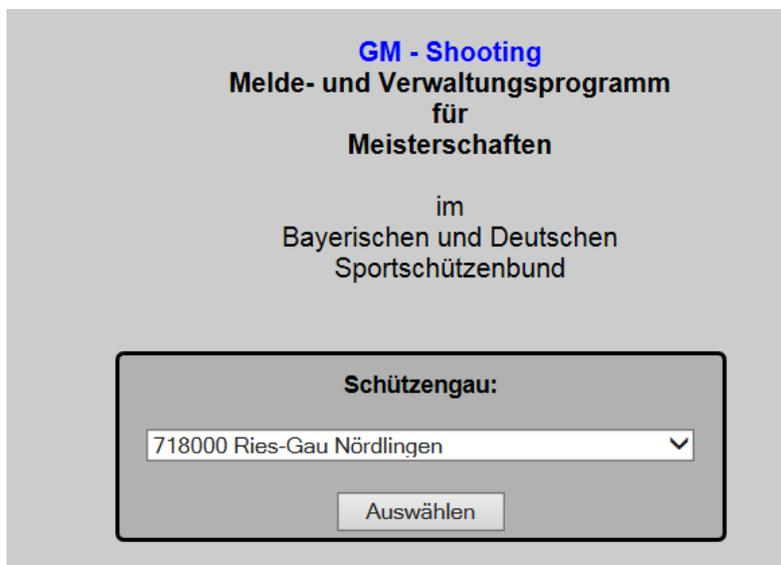 GM - Shooting
Melde- und Verwaltungsprogramm
für
Meisterschaften
im
Bayerischen und Deutschen
Sportschützenbund
Schützengau:
718000 Ries-Gau Nördlingen
Auswählen